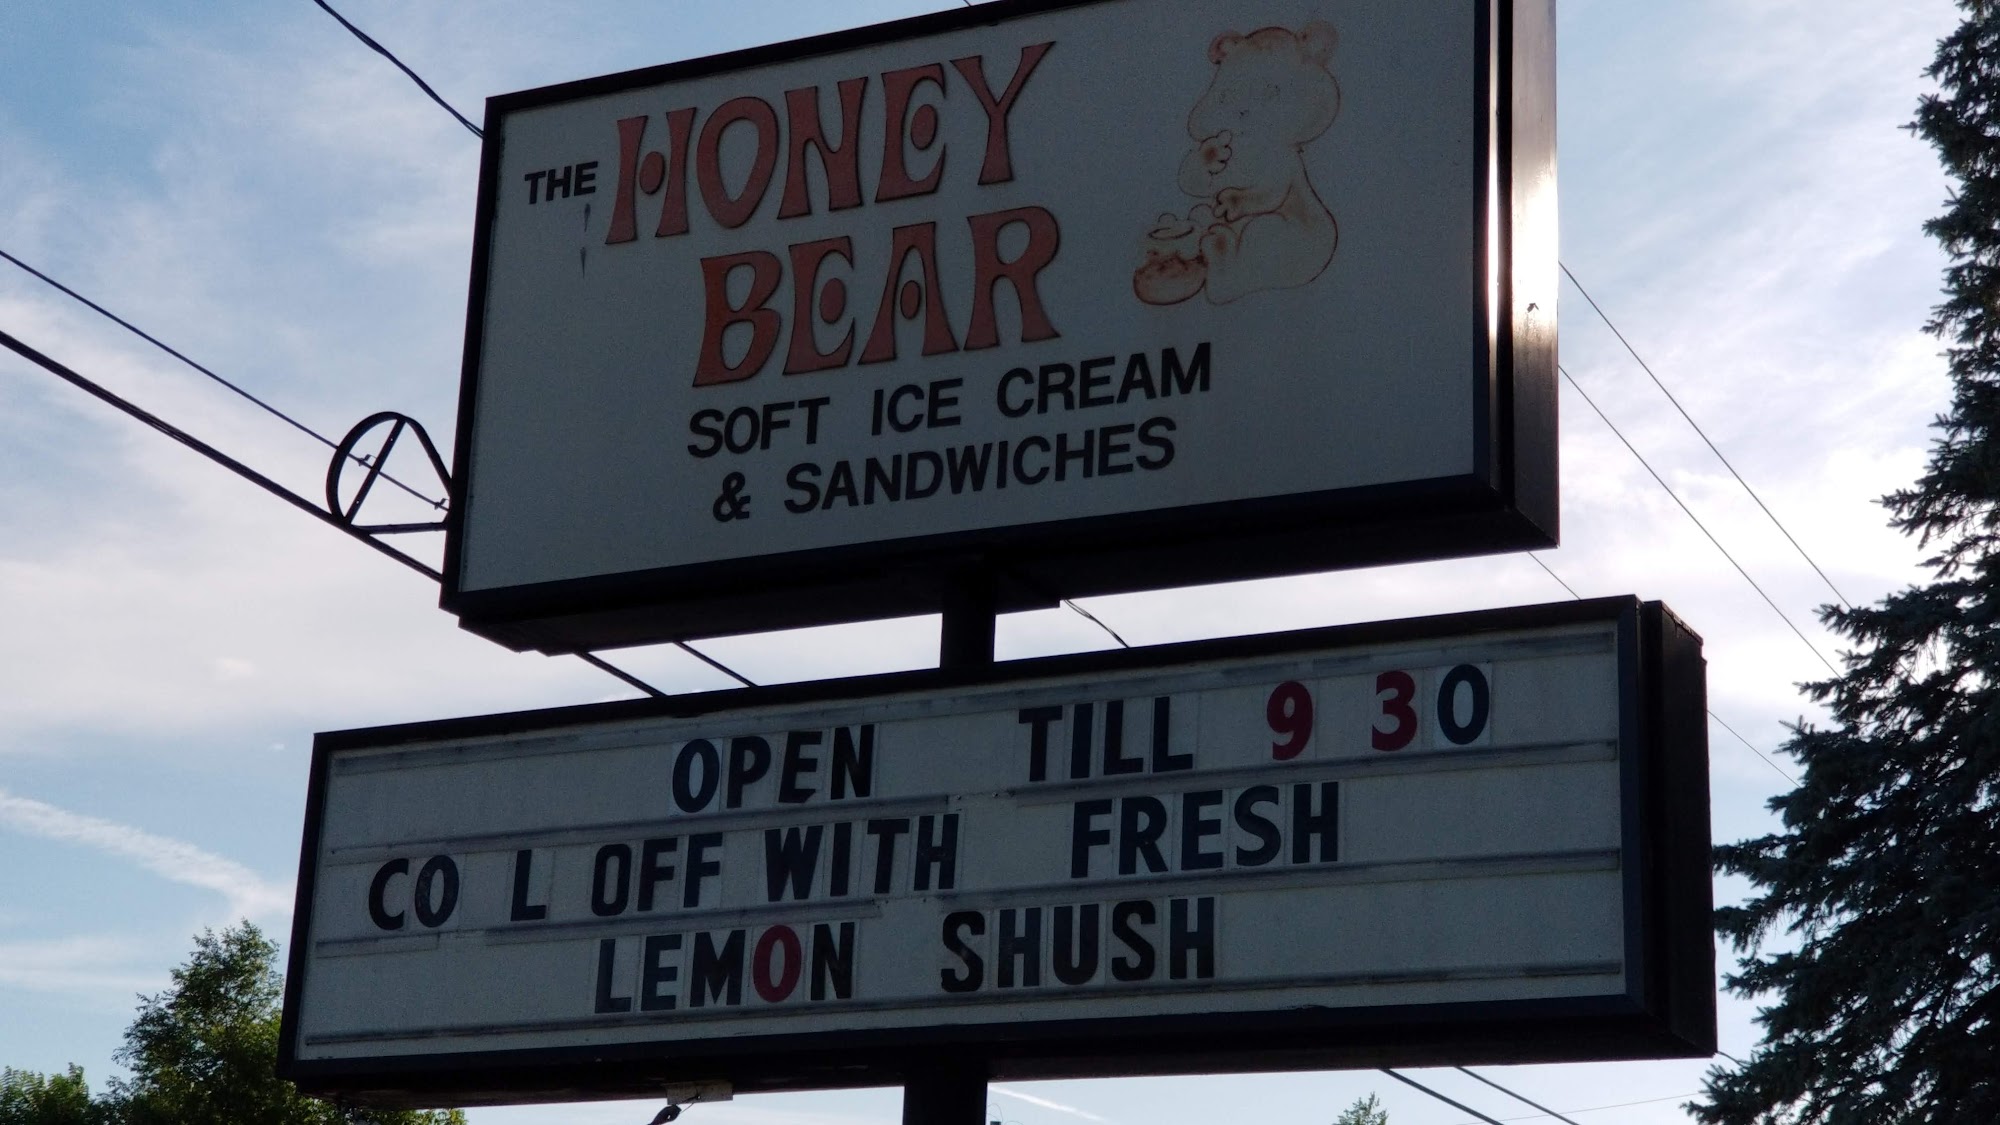 THE HONEY
BEAR
SOFT ICE CREAM
& SANDWICHES
OPEN TILL 9 30
CO L OFF WITH FRESH
LEMON SHUSH